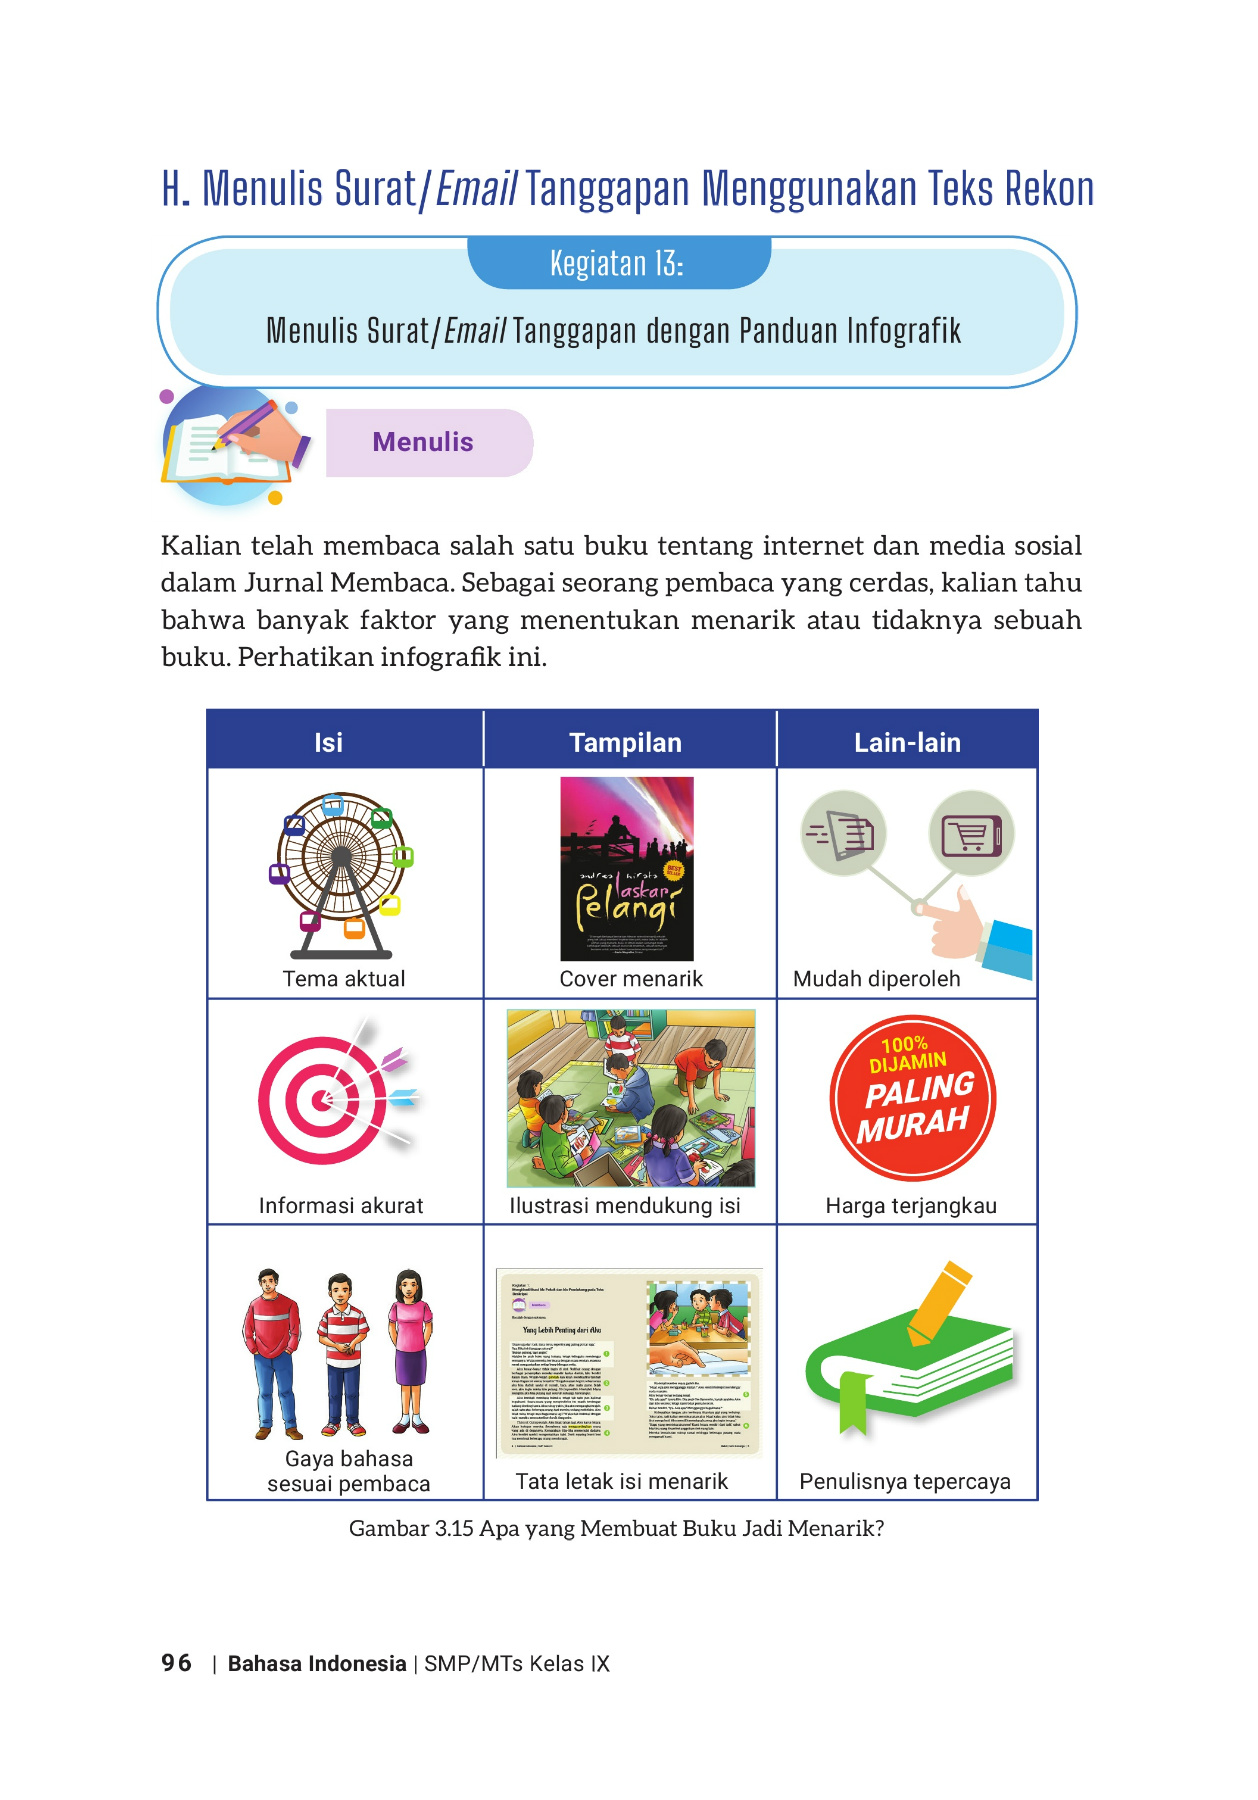 H. Menulis Surat/Email Tanggapan Menggunakan Teks Rekon
Kegiatan 13:
Menulis Surat/Email Tanggapan dengan Panduan Infografik
Menulis
Kalian telah membaca salah satu buku tentang internet dan media sosial
dalam Jurnal Membaca. Sebagai seorang pembaca yang cerdas, kalian tahu
bahwa banyak faktor yang menentukan menarik atau tidaknya sebuah
buku. Perhatikan infografik ini.
Isi
Tampilan
Lain-lain
andrea hirata
BEST
SELLER
laskar
Pelangi
Tema aktual
Cover menarik
Mudah diperoleh
100%
DIJAMIN
PALING
MURAH
Informasi akurat
Ilustrasi mendukung isi
Harga terjangkau
Yang Lebih Penting dari Aku
Gaya bahasa
sesuai pembaca
Tata letak isi menarik
Penulisnya tepercaya
Gambar 3.15 Apa yang Membuat Buku Jadi Menarik?
96 | Bahasa Indonesia | SMP/MTs Kelas IX